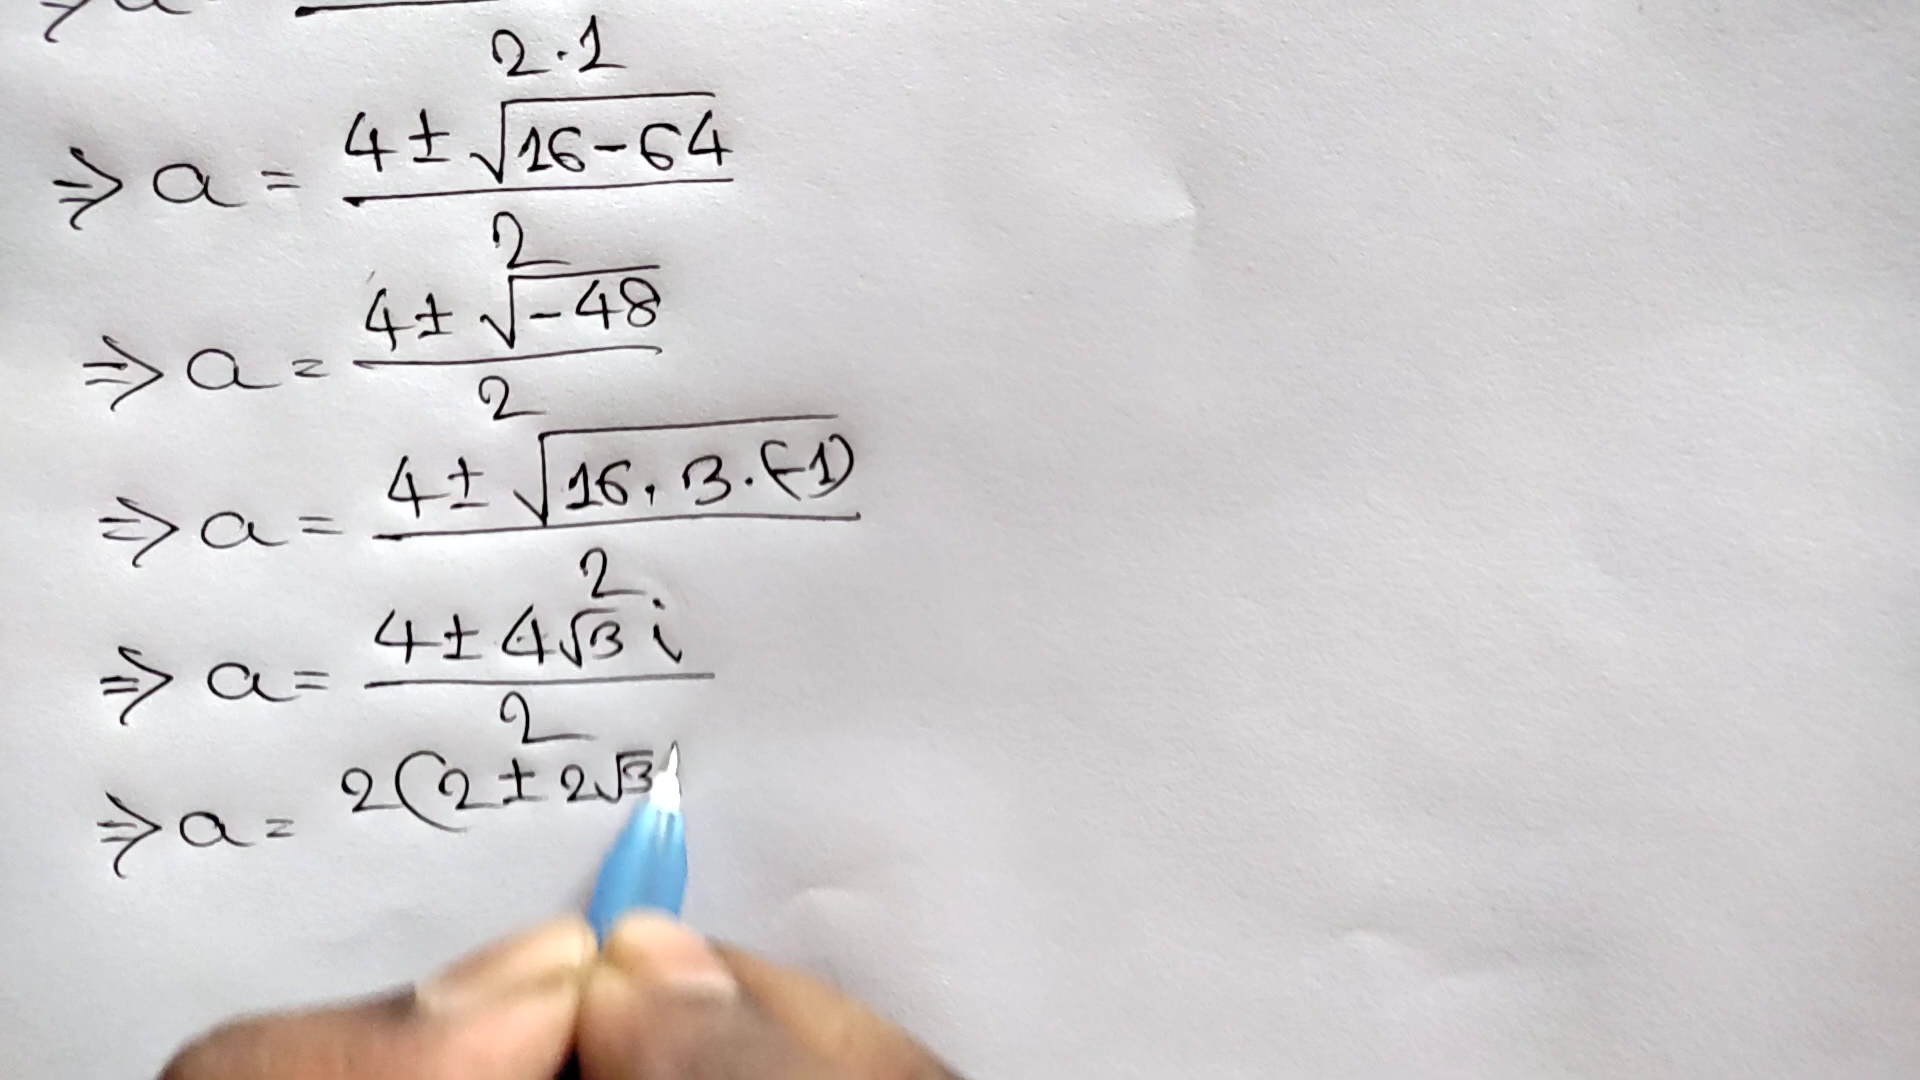 2·1
⇒ a = 4 ± √16-64
2
⇒ a = 4 ± √-48
2
⇒ a = 4 ± √16.3.(-1)
2
⇒ a = 4 ± 4√3 i
2
⇒ a = 2(2 ± 2√3